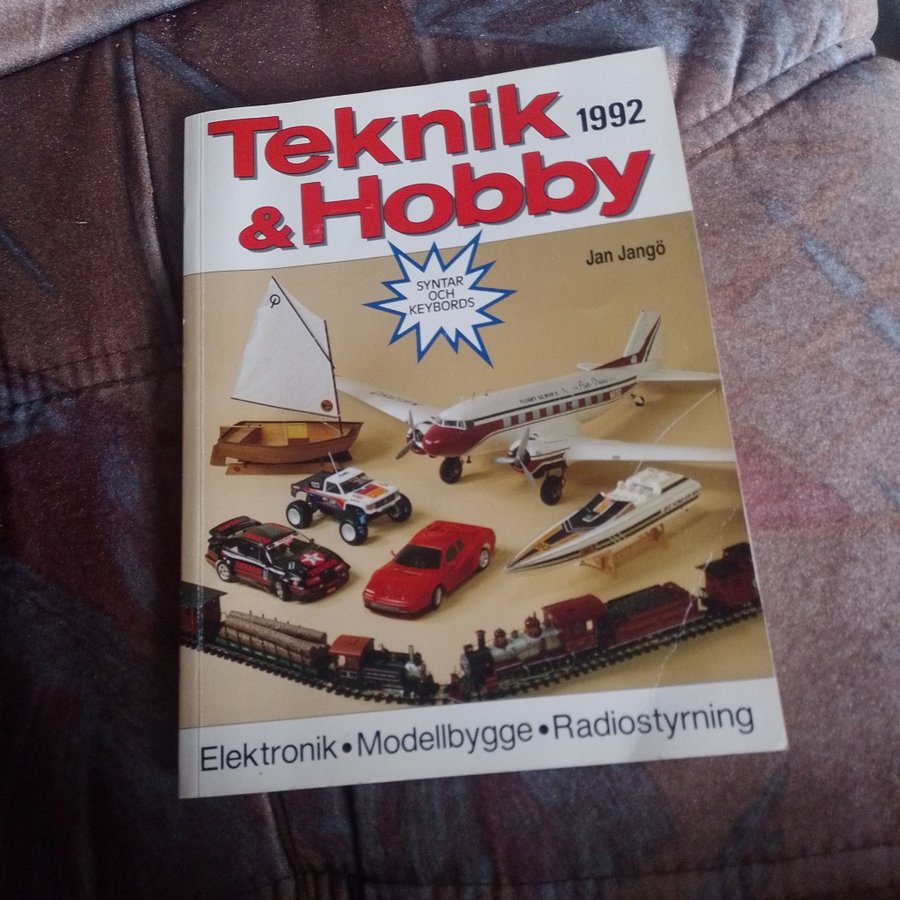 Teknik 1992
& Hobby
Jan Jangö
SYNTAR
OCH
KEYBORDS
Elektronik • Modellbygge • Radiostyrning